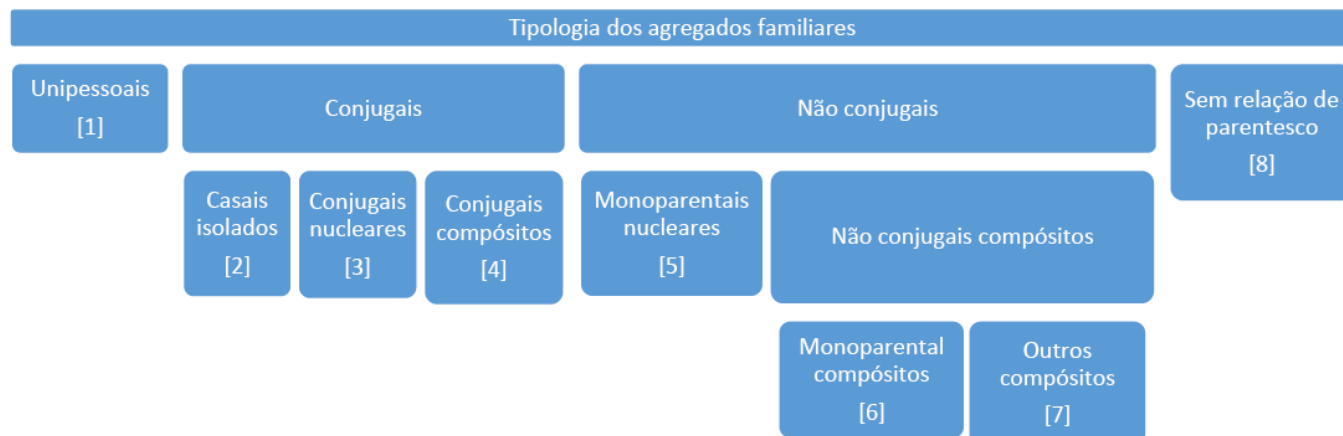 Tipologia dos agregados familiares
Unipessoais
[1]
Conjugais
Não conjugais
Sem relação de
parentesco
[8]
Casais
isolados
[2]
Conjugais
nucleares
[3]
Conjugais
compósitos
[4]
Monoparentais
nucleares
[5]
Não conjugais compósitos
Monoparental
compósitos
[6]
Outros
compósitos
[7]